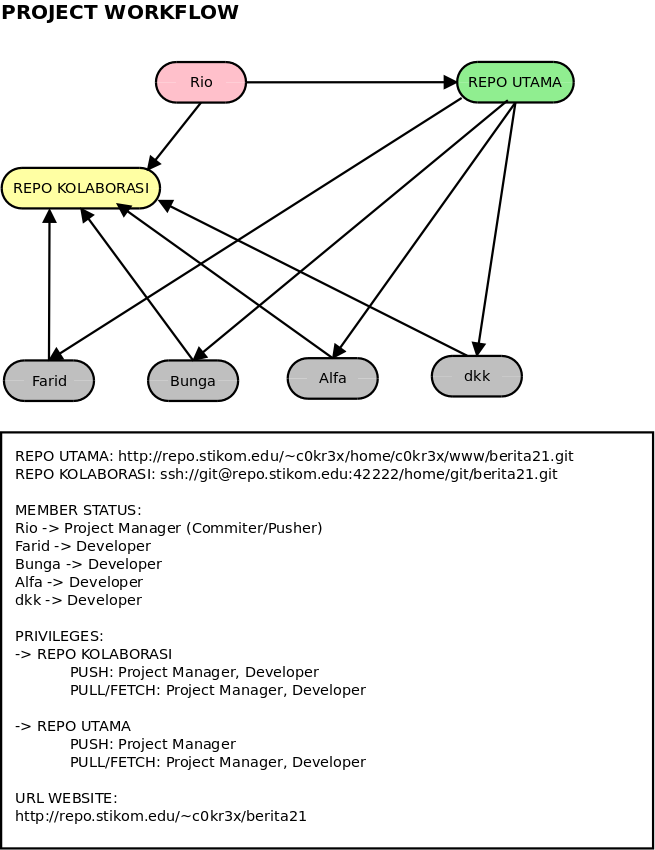 PROJECT WORKFLOW
Rio
REPO UTAMA
REPO KOLABORASI
Farid
Bunga
Alfa
dkk
REPO UTAMA: http://repo.stikom.edu/~c0kr3x/home/c0kr3x/www/berita21.git
REPO KOLABORASI: ssh://git@repo.stikom.edu:42222/home/git/berita21.git
MEMBER STATUS:
Rio -> Project Manager (Commiter/Pusher)
Farid -> Developer
Bunga -> Developer
Alfa -> Developer
dkk -> Developer
PRIVILEGES:
-> REPO KOLABORASI
PUSH: Project Manager, Developer
PULL/FETCH: Project Manager, Developer
-> REPO UTAMA
PUSH: Project Manager
PULL/FETCH: Project Manager, Developer
URL WEBSITE:
http://repo.stikom.edu/~c0kr3x/berita21